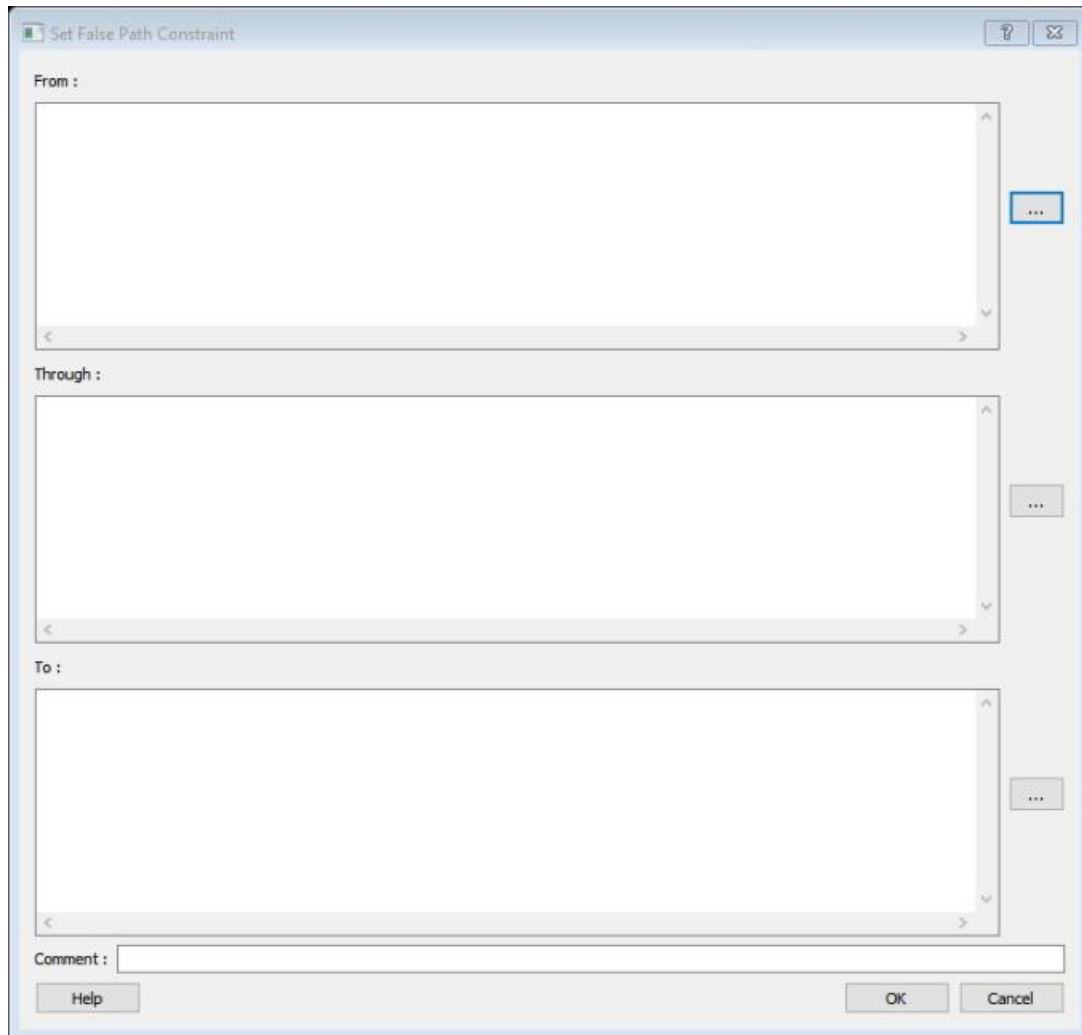 Set False Path Constraint
From :
...
Through :
...
To :
...
Comment :
Help OK Cancel